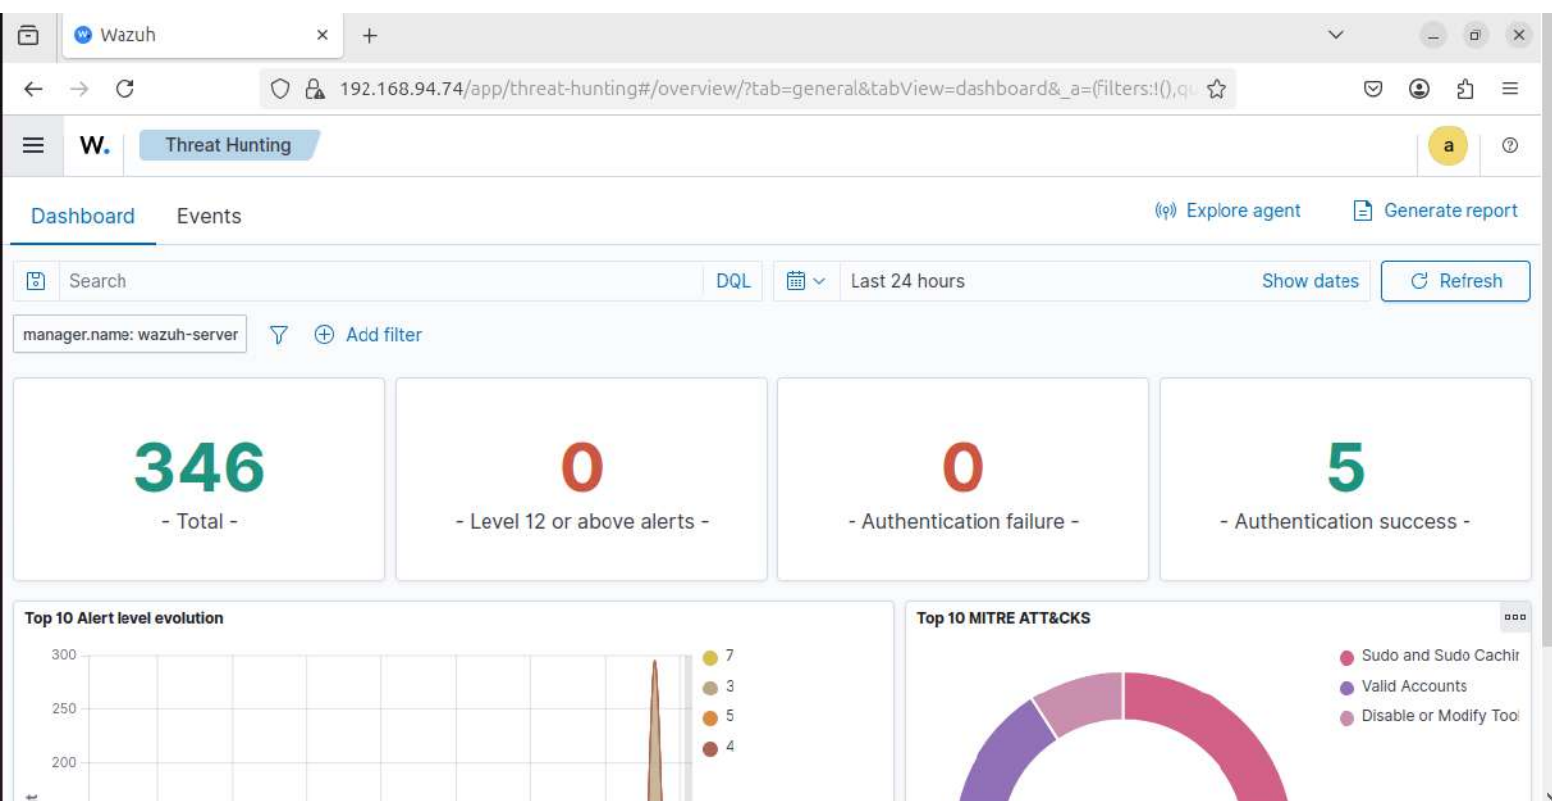 Wazuh
192.168.94.74/app/threat-hunting#/overview/?tab=general&tabView=dashboard&_a=(filters:!(),qu
W. Threat Hunting a
Dashboard Events Explore agent Generate report
Search DQL Last 24 hours Show dates Refresh
manager.name: wazuh-server Add filter
346
- Total -
0
- Level 12 or above alerts -
0
- Authentication failure -
5
- Authentication success -
Top 10 Alert level evolution
300
250
200
7
3
5
4
Top 10 MITRE ATT&CKS
Sudo and Sudo Cachin
Valid Accounts
Disable or Modify Tool